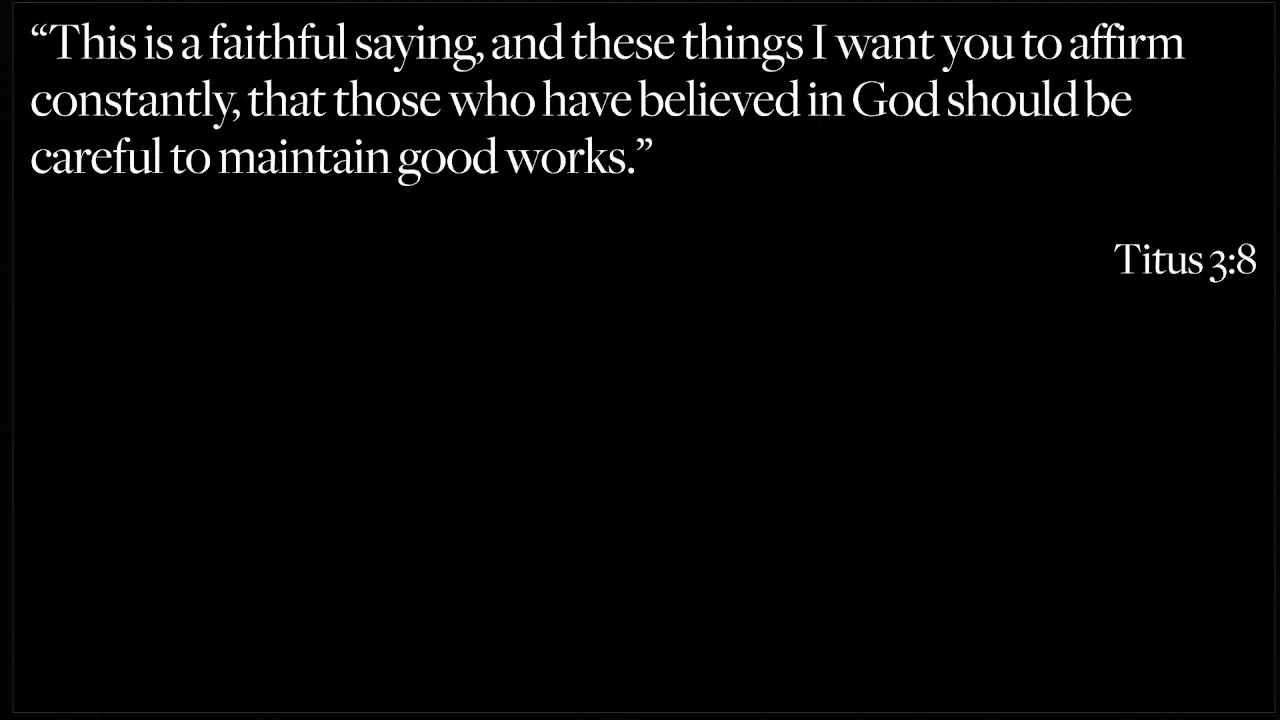 “This is a faithful saying, and these things I want you to affirm
constantly, that those who have believed in God should be
careful to maintain good works.”
Titus 3:8